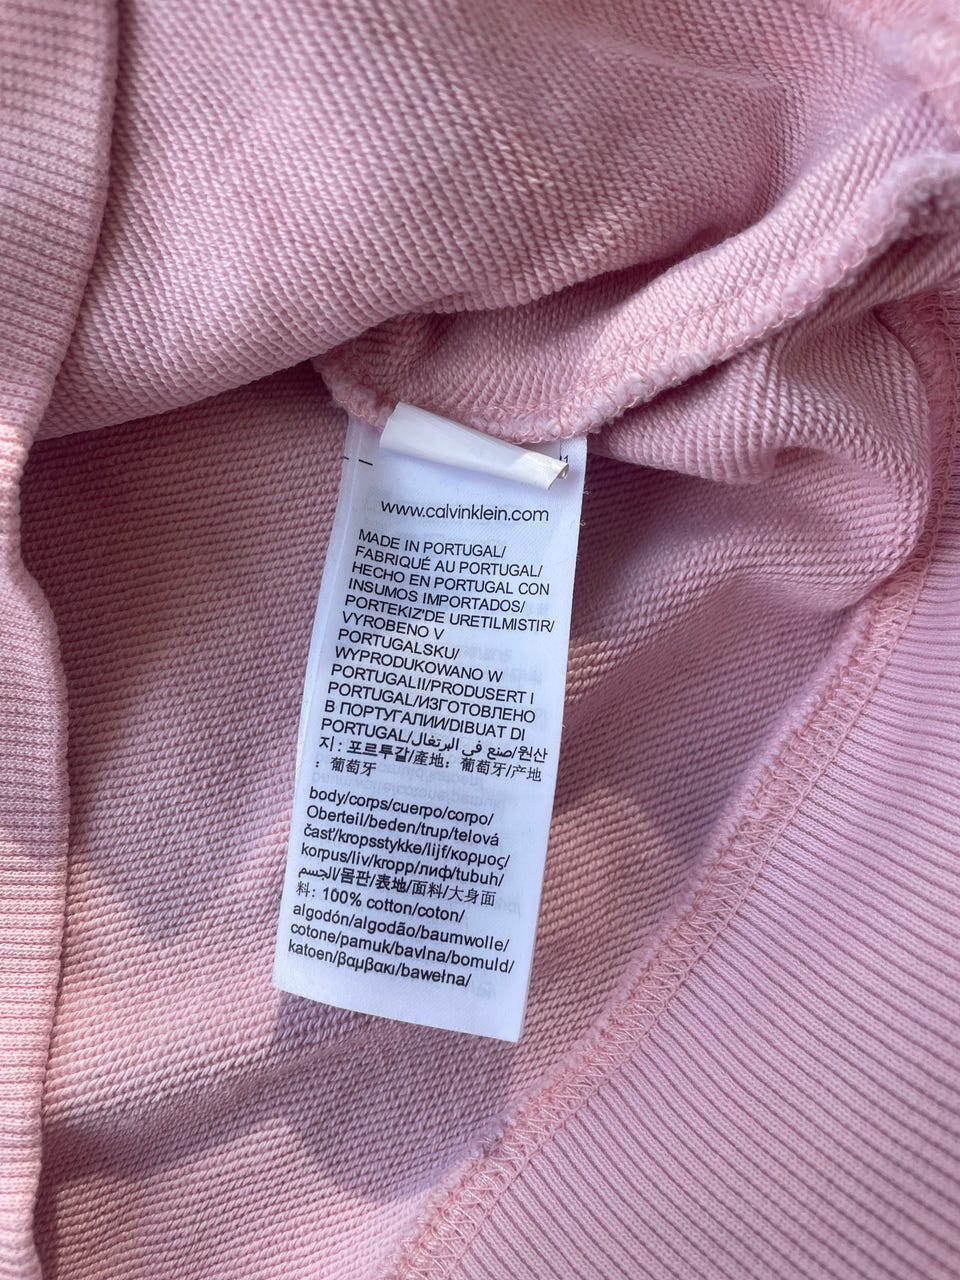 www.calvinklein.com
MADE IN PORTUGAL/
FABRIQUÉ AU PORTUGAL/
HECHO EN PORTUGAL CON
INSUMOS IMPORTADOS/
PORTEKIZ'DE URETILMISTIR/
VYROBENO V
PORTUGALSKU/
WYPRODUKOWANO W
PORTUGALII/PRODUSERT I
PORTUGAL/ИЗГОТОВЛЕНО
В ПОРТУГАЛИИ/DIBUAT DI
PORTUGAL/صنع في البرتغال/원산
지: 포르투갈/產地：葡萄牙/产地
：葡萄牙
body/corps/cuerpo/corpo/
Oberteil/beden/trup/telová
časť/kropsstykke/lijf/κορμος/
korpus/liv/kropp/лиф/tubuh/
الجسم/몸판/表地/面料/大身面
料: 100% cotton/coton/
algodón/algodão/baumwolle/
cotone/pamuk/bavlna/bomuld/
katoen/βαμβακι/bawełna/